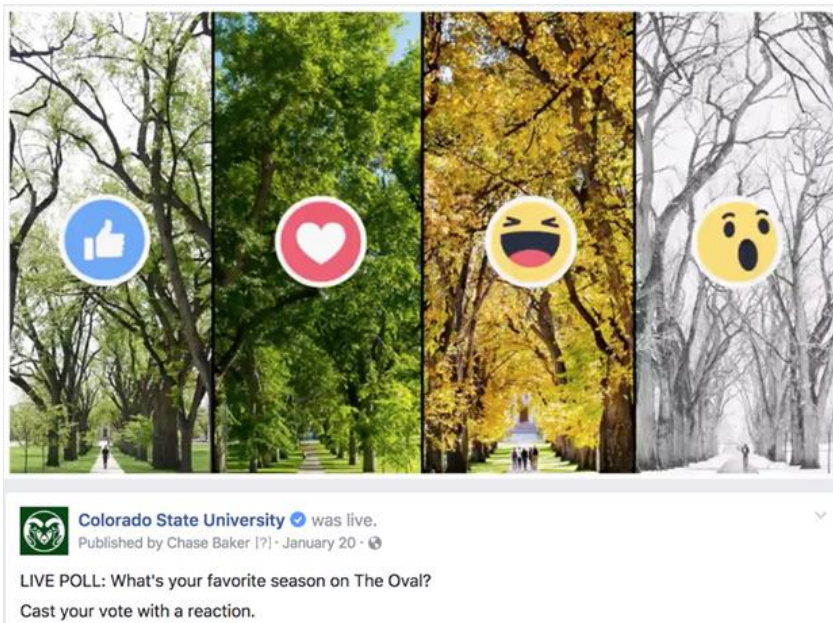 Colorado State University was live.
Published by Chase Baker [?] · January 20 ·
LIVE POLL: What's your favorite season on The Oval?
Cast your vote with a reaction.